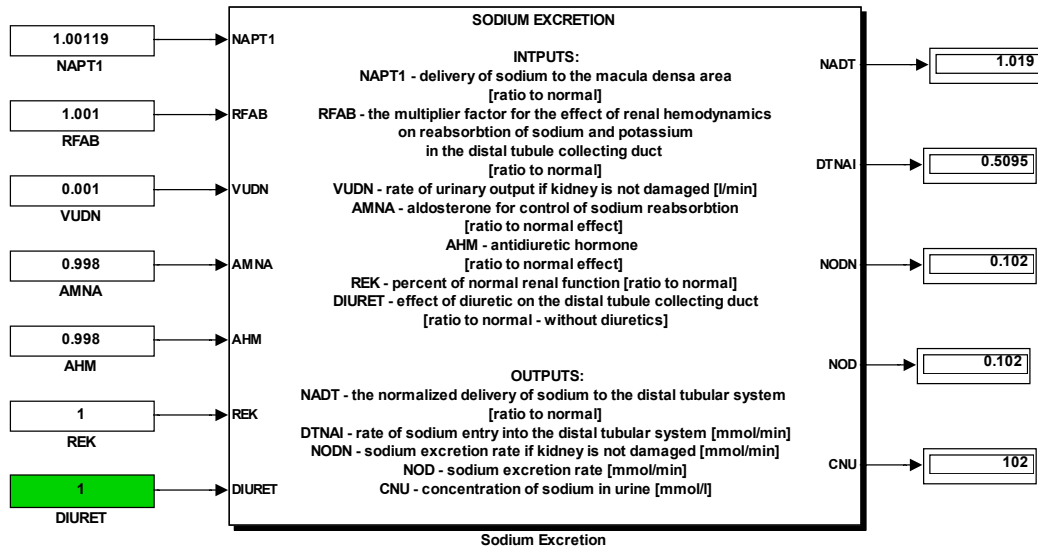 SODIUM EXCRETION
1.00119
NAPT1
1.001
RFAB
0.001
VUDN
0.998
AMNA
0.998
AHM
1
REK
1
DIURET
NAPT1
RFAB
VUDN
AMNA
AHM
REK
DIURET
INTPUTS:
NAPT1 - delivery of sodium to the macula densa area
[ratio to normal]
RFAB - the multiplier factor for the effect of renal hemodynamics
on reabsorbtion of sodium and potassium
in the distal tubule collecting duct
[ratio to normal]
VUDN - rate of urinary output if kidney is not damaged [l/min]
AMNA - aldosterone for control of sodium reabsorbtion
[ratio to normal effect]
AHM - antidiuretic hormone
[ratio to normal effect]
REK - percent of normal renal function [ratio to normal]
DIURET - effect of diuretic on the distal tubule collecting duct
[ratio to normal - without diuretics]
OUTPUTS:
NADT - the normalized delivery of sodium to the distal tubular system
[ratio to normal]
DTNAI - rate of sodium entry into the distal tubular system [mmol/min]
NODN - sodium excretion rate if kidney is not damaged [mmol/min]
NOD - sodium excretion rate [mmol/min]
CNU - concentration of sodium in urine [mmol/l]
NADT
DTNAI
NODN
NOD
CNU
1.019
0.5095
0.102
0.102
102
Sodium Excretion